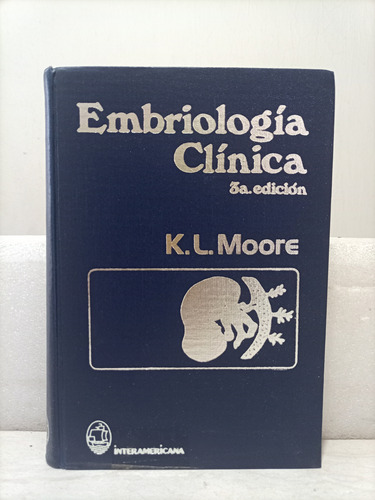 Embriología
Clínica
3a. edición
K.L. Moore
interamericana